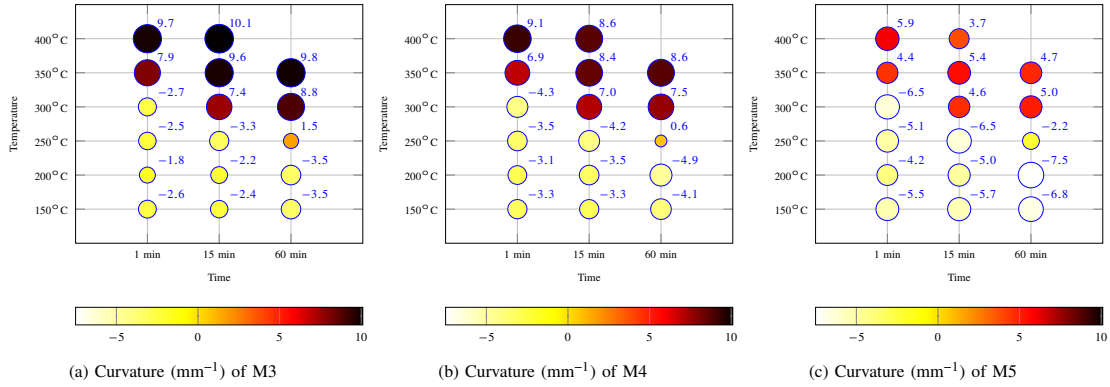 9.7 10.1
400°C
7.9 9.6 9.8
350°C
−2.7 7.4 8.8
300°C
−2.5 −3.3 1.5
250°C
−1.8 −2.2 −3.5
200°C
−2.6 −2.4 −3.5
150°C
Temperature
1 min 15 min 60 min
Time
−5 0 5 10
(a) Curvature (mm⁻¹) of M3
9.1 8.6
400°C
6.9 8.4 8.6
350°C
−4.3 7.0 7.5
300°C
−3.5 −4.2 0.6
250°C
−3.1 −3.5 −4.9
200°C
−3.3 −3.3 −4.1
150°C
Temperature
1 min 15 min 60 min
Time
−5 0 5 10
(b) Curvature (mm⁻¹) of M4
5.9 3.7
400°C
4.4 5.4 4.7
350°C
−6.5 4.6 5.0
300°C
−5.1 −6.5 −2.2
250°C
−4.2 −5.0 −7.5
200°C
−5.5 −5.7 −6.8
150°C
Temperature
1 min 15 min 60 min
Time
−5 0 5 10
(c) Curvature (mm⁻¹) of M5